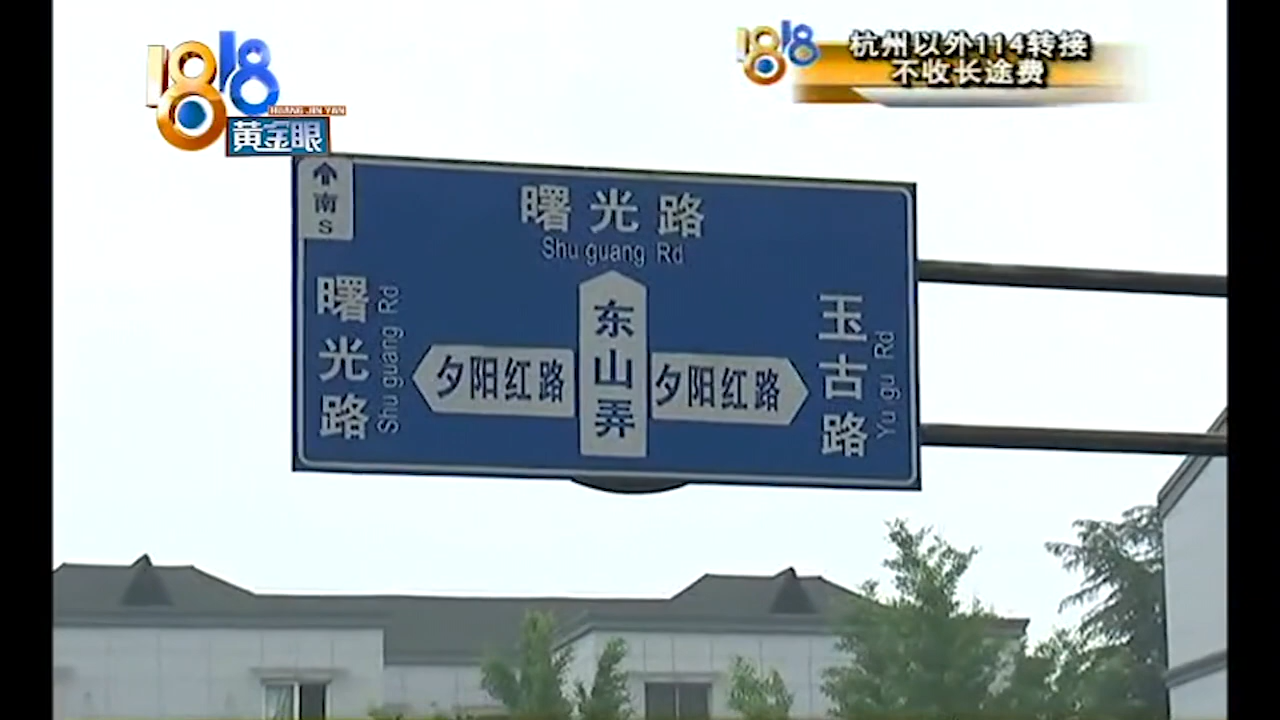 1818
HUANG JIN YAN
黄金眼
1818
杭州以外114转接
不收长途费
南
S
曙光路
Shu guang Rd
曙光路
Shu guang Rd
夕阳红路
东山弄
夕阳红路
玉古路
Yu gu Rd